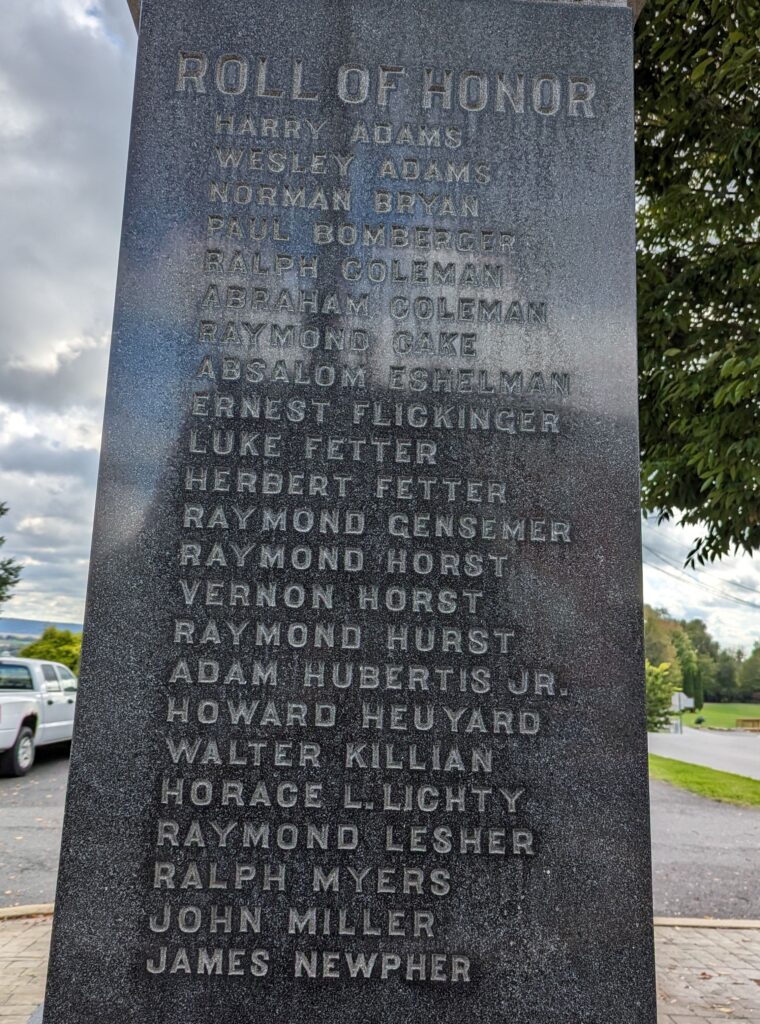 ROLL OF HONOR
HARRY ADAMS
WESLEY ADAMS
NORMAN BRYAN
PAUL BOMBERGER
RALPH COLEMAN
ABRAHAM COLEMAN
RAYMOND CAKE
ABSALOM ESHELMAN
ERNEST FLICKINGER
LUKE FETTER
HERBERT FETTER
RAYMOND GENSEMER
RAYMOND HORST
VERNON HORST
RAYMOND HURST
ADAM HUBERTIS JR.
HOWARD HEUYARD
WALTER KILLIAN
HORACE L. LICHTY
RAYMOND LESHER
RALPH MYERS
JOHN MILLER
JAMES NEWPHER